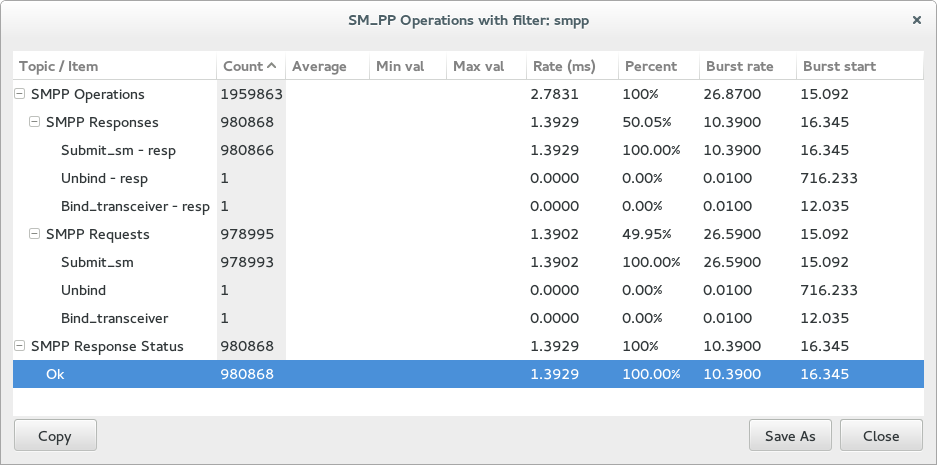 SM_PP Operations with filter: smpp
Topic / Item Count Average Min val Max val Rate (ms) Percent Burst rate Burst start
SMPP Operations 1959863 2.7831 100% 26.8700 15.092
SMPP Responses 980868 1.3929 50.05% 10.3900 16.345
Submit_sm - resp 980866 1.3929 100.00% 10.3900 16.345
Unbind - resp 1 0.0000 0.00% 0.0100 716.233
Bind_transceiver - resp 1 0.0000 0.00% 0.0100 12.035
SMPP Requests 978995 1.3902 49.95% 26.5900 15.092
Submit_sm 978993 1.3902 100.00% 26.5900 15.092
Unbind 1 0.0000 0.00% 0.0100 716.233
Bind_transceiver 1 0.0000 0.00% 0.0100 12.035
SMPP Response Status 980868 1.3929 100% 10.3900 16.345
Ok 980868 1.3929 100.00% 10.3900 16.345
Copy Save As Close